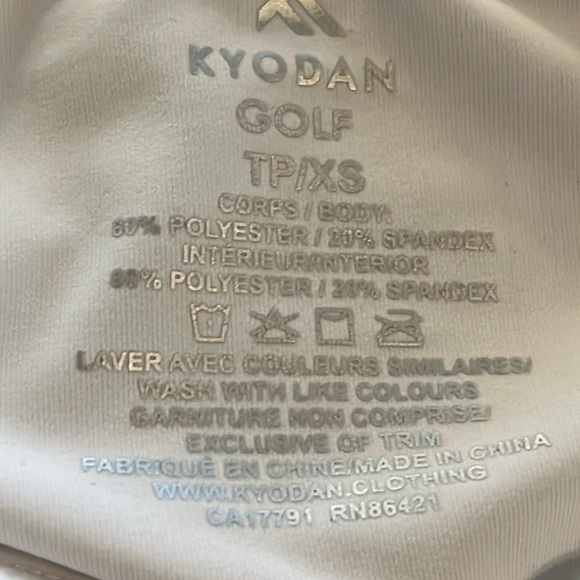 KYODAN
GOLF
TP/XS
CORPS / BODY:
80% POLYESTER / 20% SPANDEX
INTÉRIEUR/INTERIOR
80% POLYESTER / 20% SPANDEX
LAVER AVEC COULEURS SIMILAIRES/
WASH WITH LIKE COLOURS
GARNITURE NON COMPRISE/
EXCLUSIVE OF TRIM
FABRIQUÉ EN CHINE/MADE IN CHINA
WWW.KYODAN.CLOTHING
CA17791 RN86421